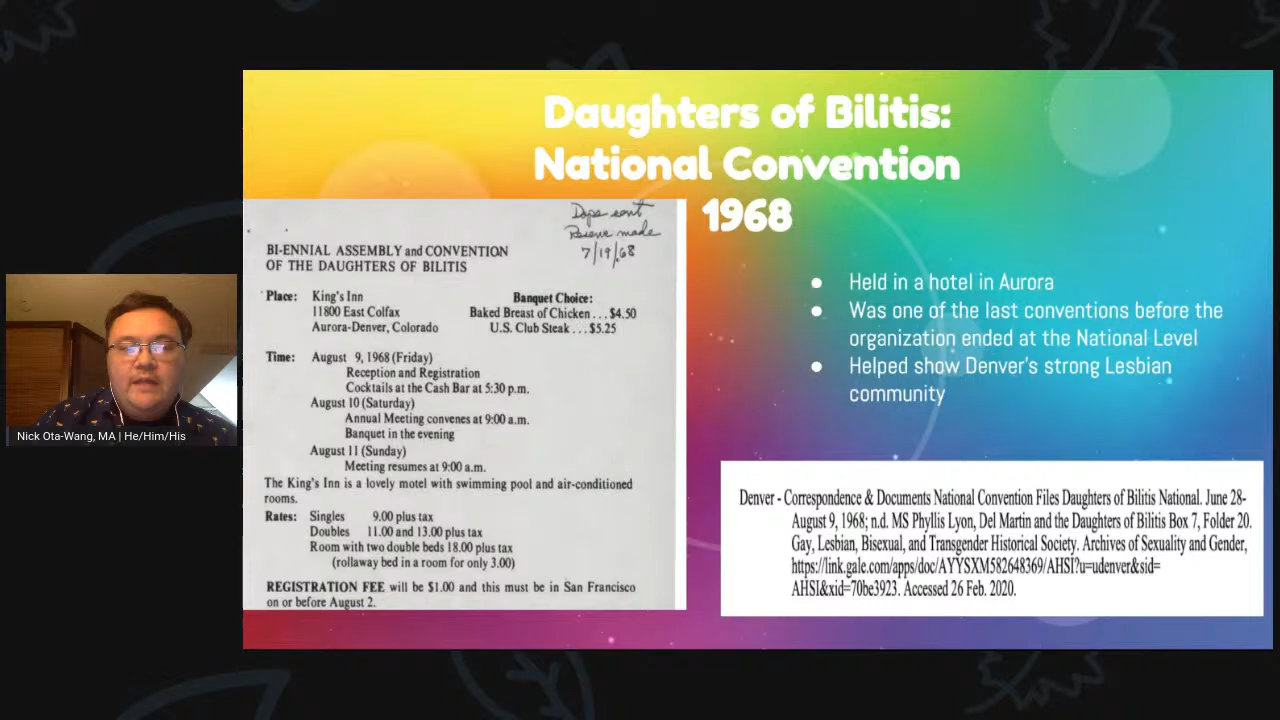 Daughters of Bilitis:
National Convention
1968
Dope sent
Reserve made
7/19/68
BI-ENNIAL ASSEMBLY and CONVENTION
OF THE DAUGHTERS OF BILITIS
Place: King's Inn
11800 East Colfax
Aurora-Denver, Colorado
Banquet Choice:
Baked Breast of Chicken . . . $4.50
U.S. Club Steak . . . $5.25
Time: August 9, 1968 (Friday)
Reception and Registration
Cocktails at the Cash Bar at 5:30 p.m.
August 10 (Saturday)
Annual Meeting convenes at 9:00 a.m.
Banquet in the evening
August 11 (Sunday)
Meeting resumes at 9:00 a.m.
The King's Inn is a lovely motel with swimming pool and air-conditioned
rooms.
Rates: Singles 9.00 plus tax
Doubles 11.00 and 13.00 plus tax
Room with two double beds 18.00 plus tax
(rollaway bed in a room for only 3.00)
REGISTRATION FEE will be $1.00 and this must be in San Francisco
on or before August 2.
● Held in a hotel in Aurora
● Was one of the last conventions before the
organization ended at the National Level
● Helped show Denver's strong Lesbian
community
Denver - Correspondence & Documents National Convention Files Daughters of Bilitis National. June 28-
August 9, 1968; n.d. MS Phyllis Lyon, Del Martin and the Daughters of Bilitis Box 7, Folder 20.
Gay, Lesbian, Bisexual, and Transgender Historical Society. Archives of Sexuality and Gender,
https://link.gale.com/apps/doc/AYYSXM582648369/AHSI?u=udenver&sid=
AHSI&xid=70be3923. Accessed 26 Feb. 2020.
Nick Ota-Wang, MA | He/Him/His